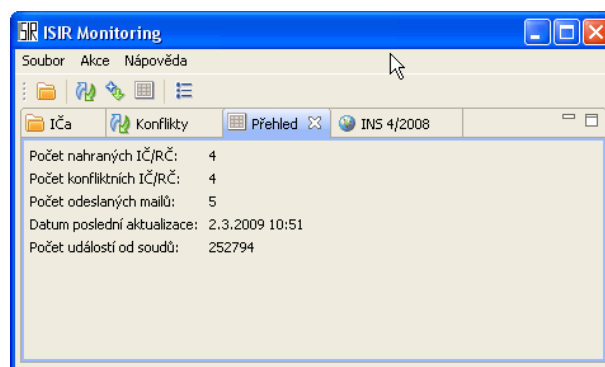 ISIR ISIR Monitoring
Soubor Akce Nápověda
IČa Konflikty Přehled INS 4/2008
Počet nahraných IČ/RČ: 4
Počet konfliktních IČ/RČ: 4
Počet odeslaných mailů: 5
Datum poslední aktualizace: 2.3.2009 10:51
Počet událostí od soudů: 252794